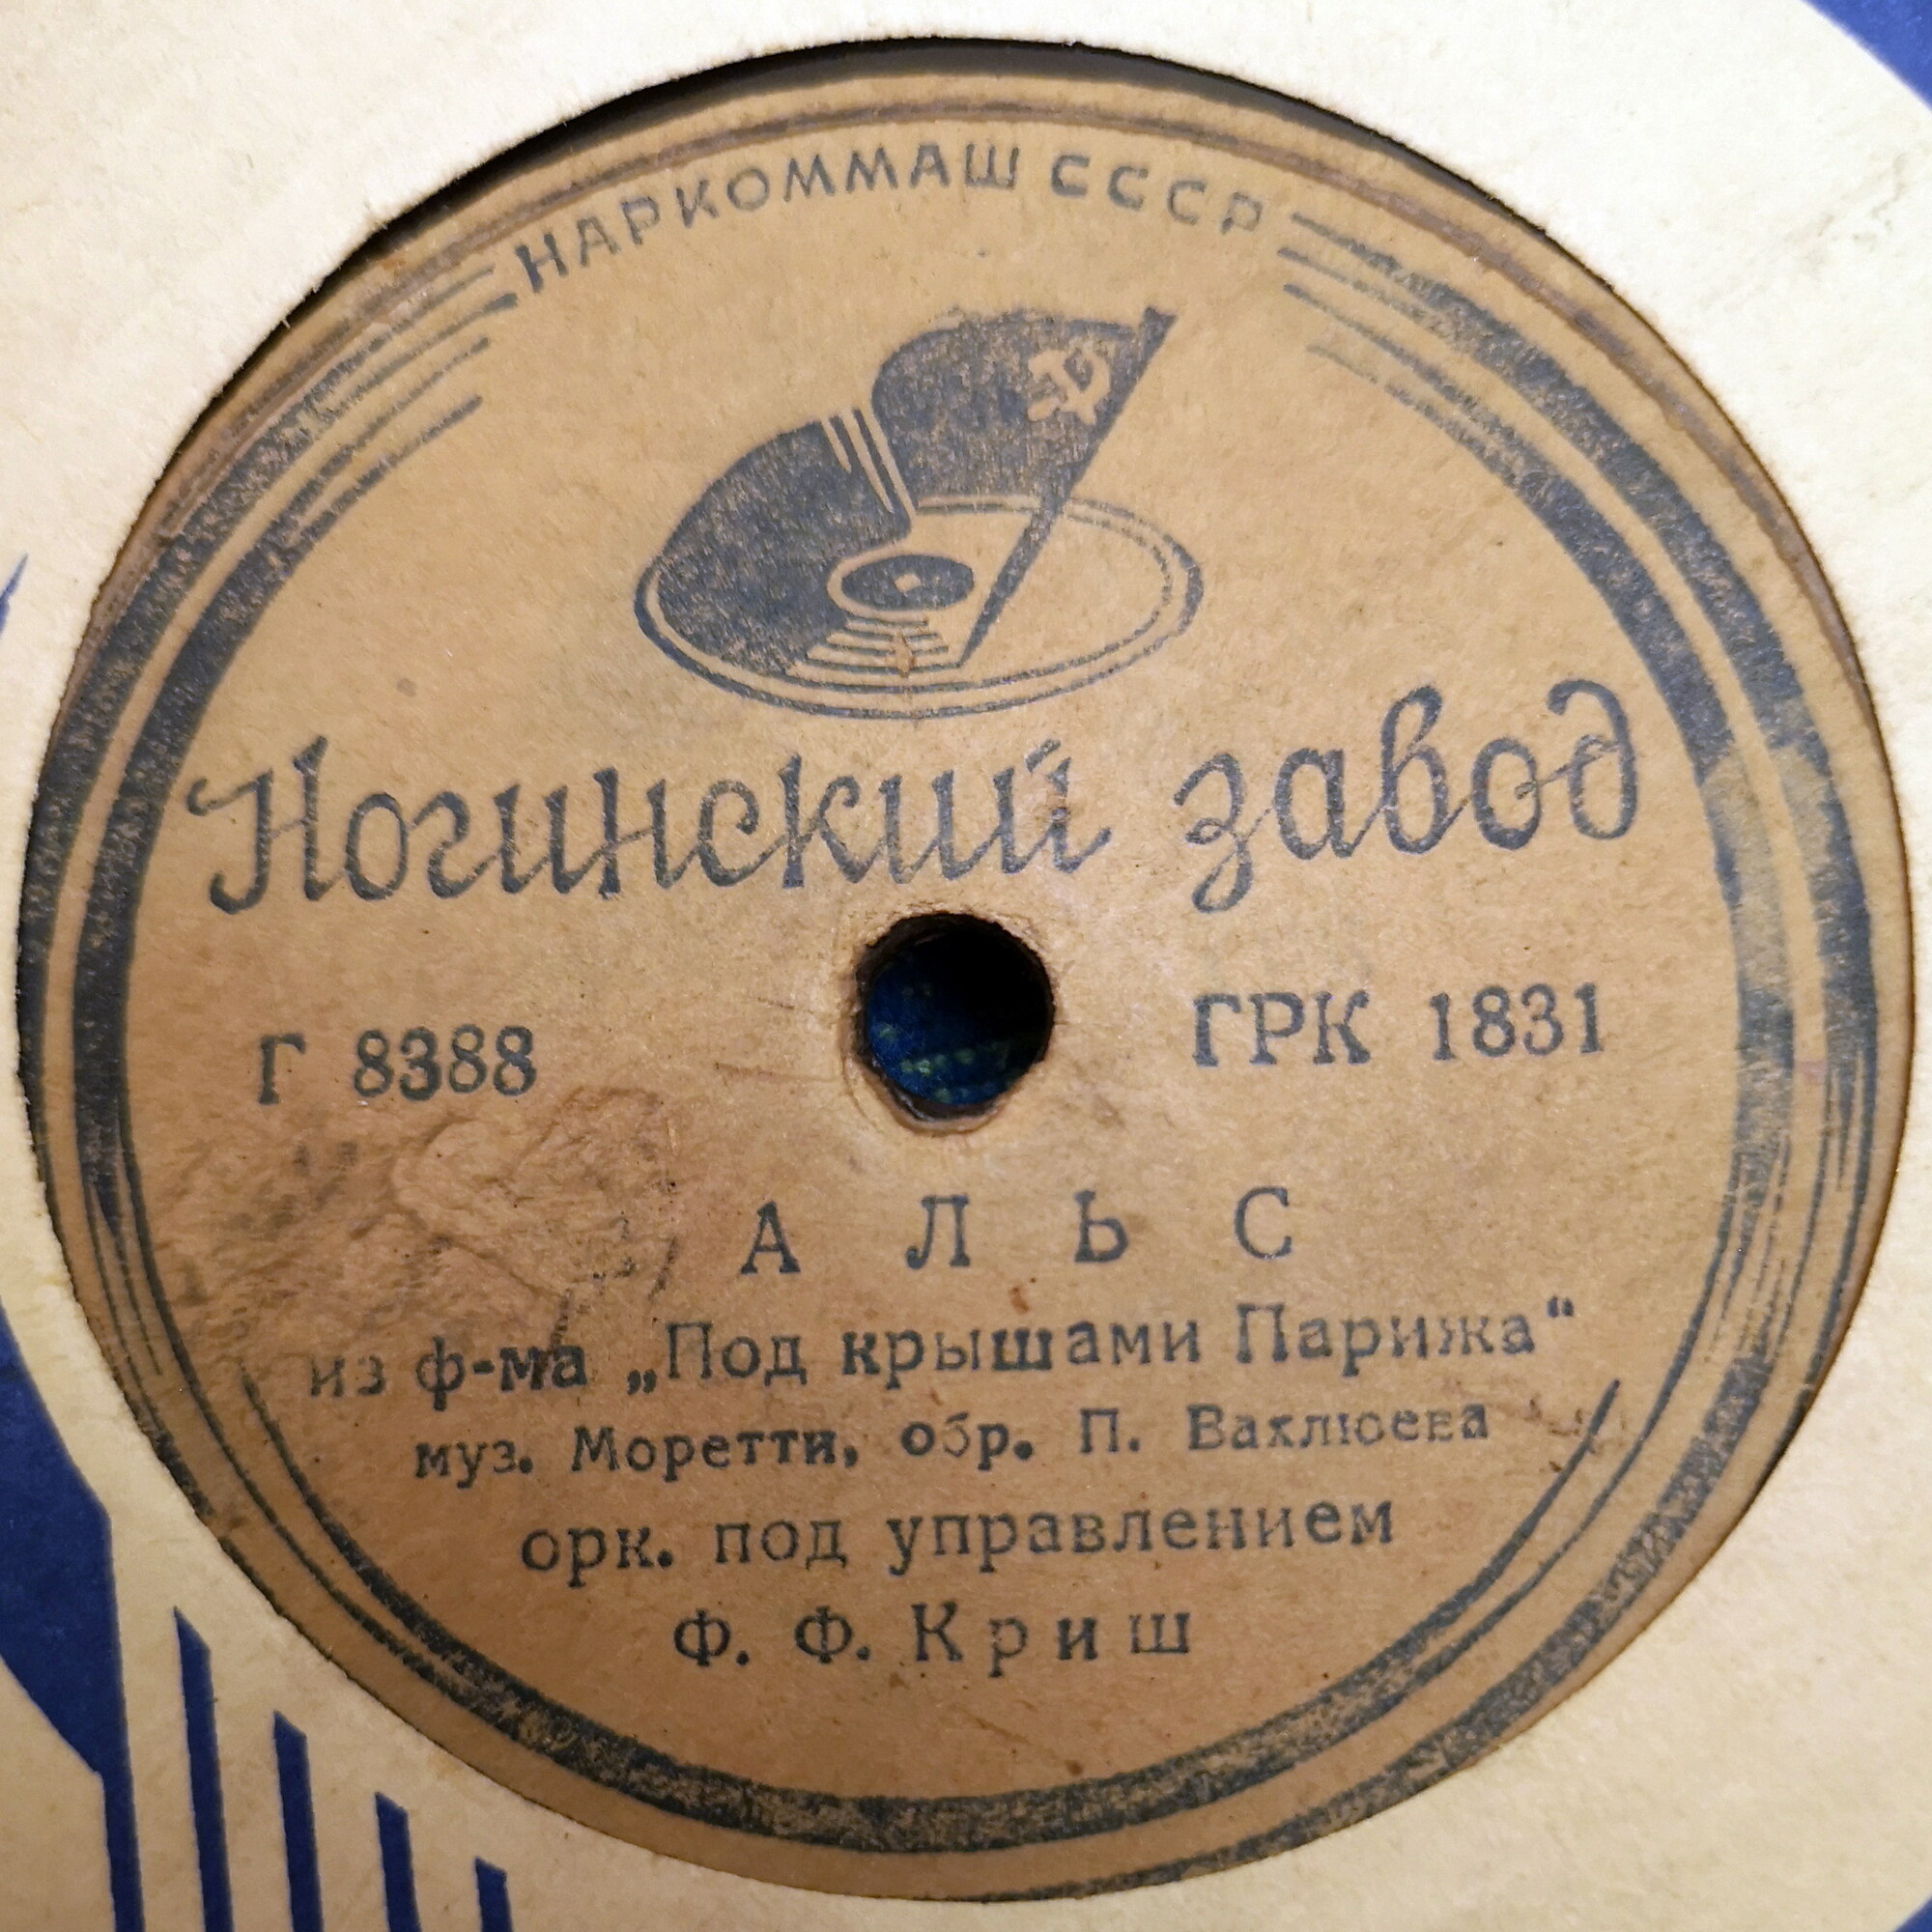 НАРКОММАШ СССР
Ногинский завод
Г 8388
ГРК 1831
АЛЬС
из ф-ма „Под крышами Парижа“
муз. Моретти, обр. П. Вахлюева
орк. под управлением
Ф. Ф. Криш